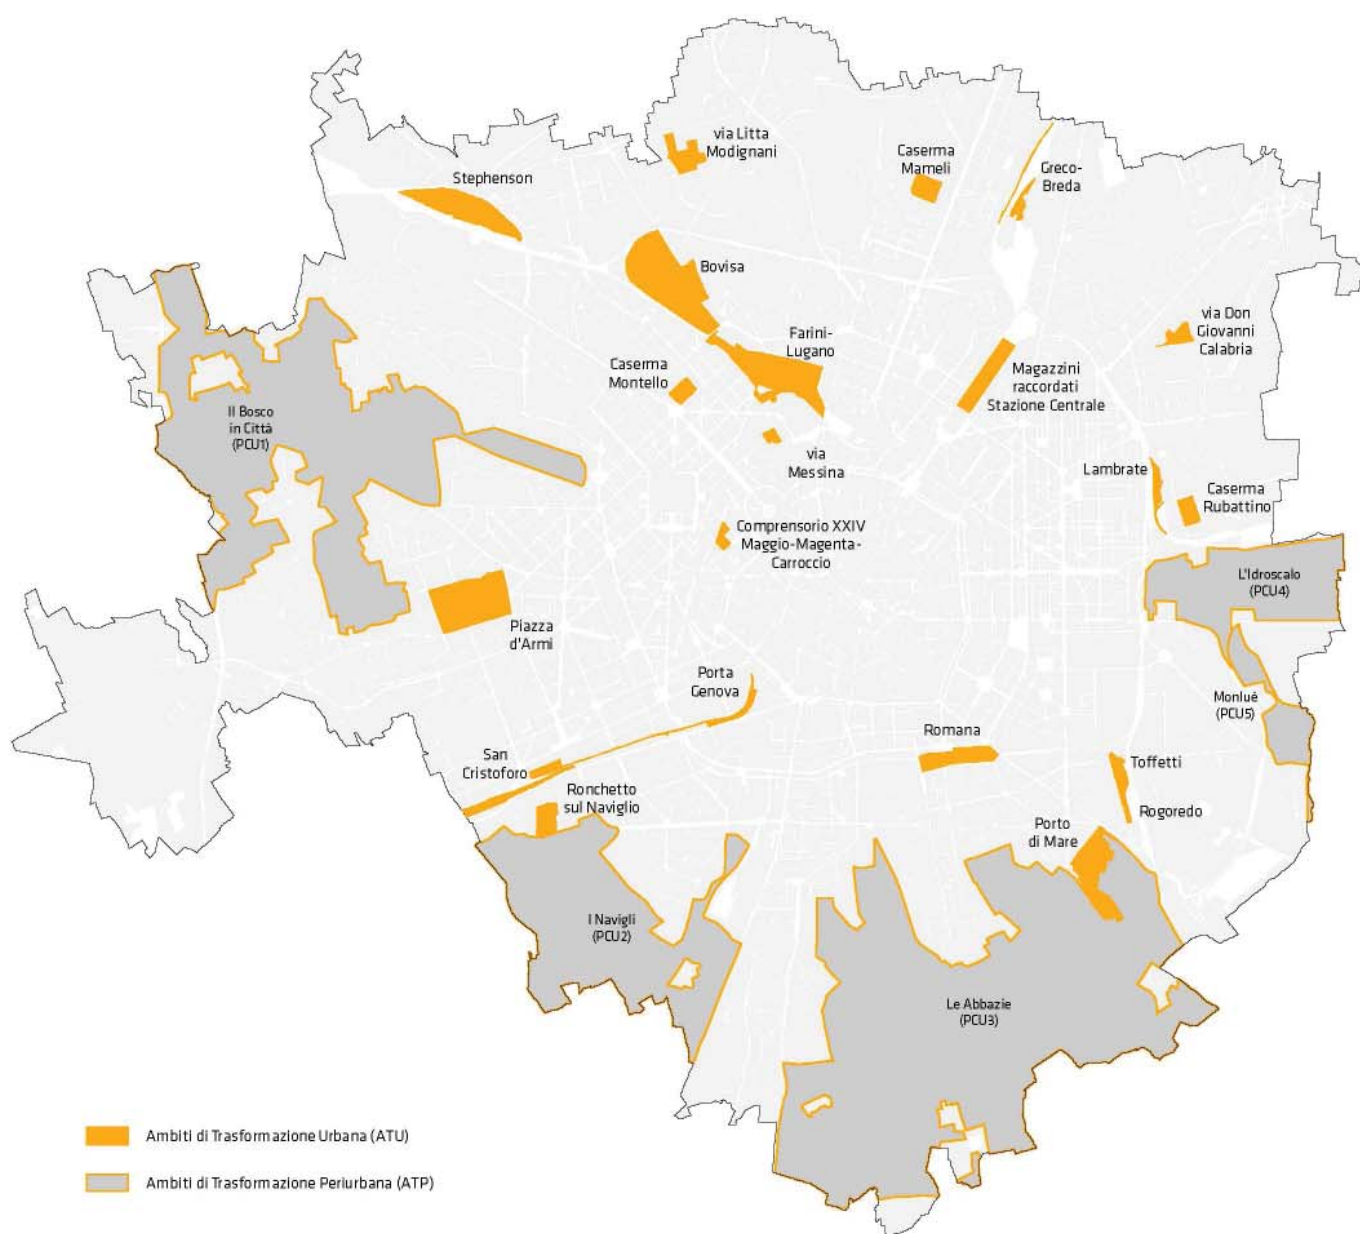 via Litta
Modignani
Caserma
Mameli
Greco-
Breda
Stephenson
Bovisa
via Don
Giovanni
Calabria
Farini-
Lugano
Caserma
Montello
Magazzini
raccordati
Stazione Centrale
Il Bosco
in Città
(PCU1)
via
Messina
Lambrate
Caserma
Rubattino
Comprensorio XXIV
Maggio-Magenta-
Carroccio
L'Idroscalo
(PCU4)
Piazza
d'Armi
Porta
Genova
Monlué
(PCU5)
Romana
San
Cristoforo
Toffetti
Ronchetto
sul Naviglio
Rogoredo
Porto
di Mare
I Navigli
(PCU2)
Le Abbazie
(PCU3)
Ambiti di Trasformazione Urbana (ATU)
Ambiti di Trasformazione Periurbana (ATP)